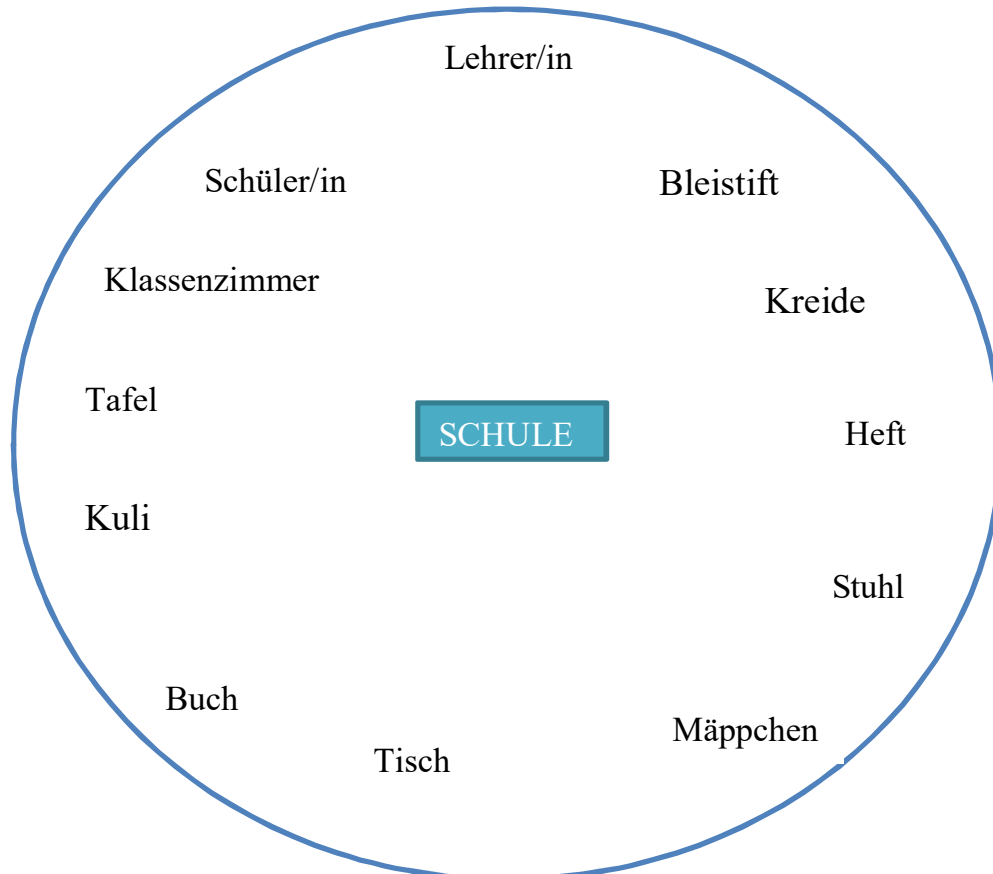 Lehrer/in
Schüler/in
Bleistift
Klassenzimmer
Kreide
Tafel
SCHULE
Heft
Kuli
Stuhl
Buch
Mäppchen
Tisch